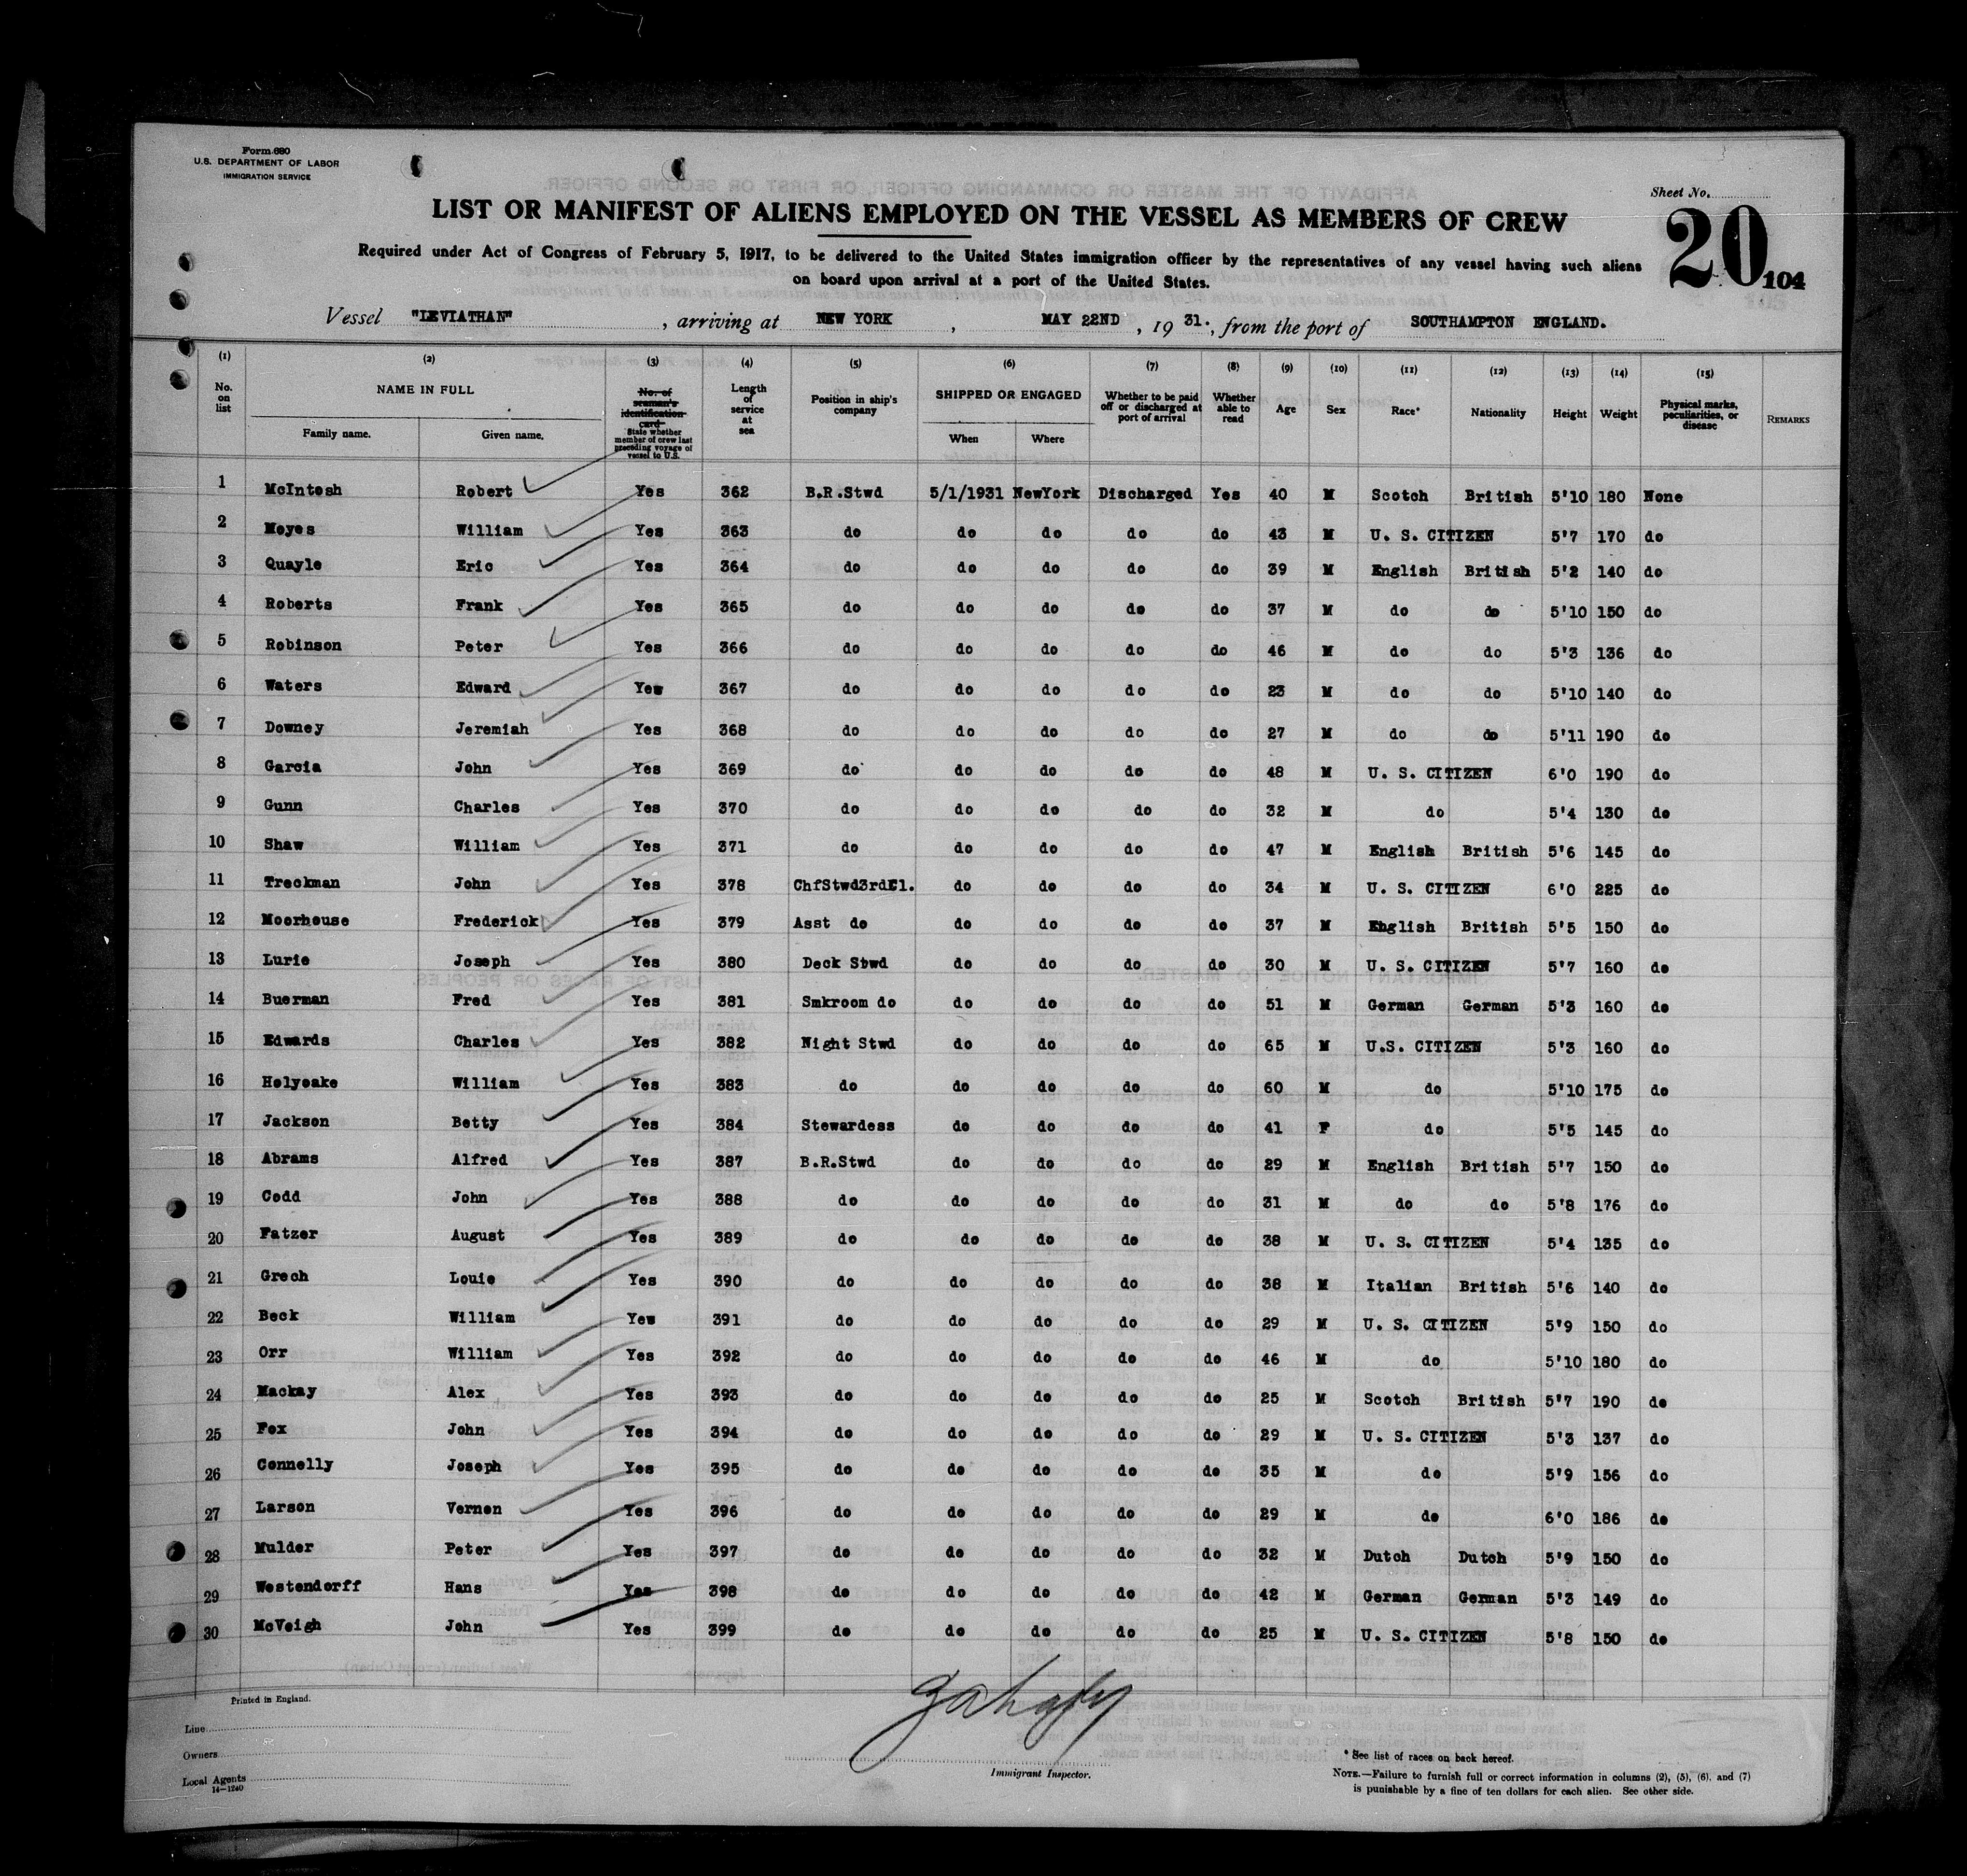 Form 680
U.S. DEPARTMENT OF LABOR
IMMIGRATION SERVICE
Sheet No.
20 104
LIST OR MANIFEST OF ALIENS EMPLOYED ON THE VESSEL AS MEMBERS OF CREW
Required under Act of Congress of February 5, 1917, to be delivered to the United States immigration officer by the representatives of any vessel having such aliens
on board upon arrival at a port of the United States.
Vessel "LEVIATHAN", arriving at NEW YORK, MAY 22ND, 19 31., from the port of SOUTHAMPTON ENGLAND.
(1) (2) (3) (4) (5) (6) (7) (8) (9) (10) (11) (12) (13) (14) (15)
No. on list NAME IN FULL Family name. Given name. No. of seaman's identification card State whether member of crew last preceding voyage of vessel to U.S. Length of service at sea Position in ship's company SHIPPED OR ENGAGED When Where Whether to be paid off or discharged at port of arrival Whether able to read Age Sex Race* Nationality Height Weight Physical marks, peculiarities, or disease REMARKS
1 McIntosh Robert Yes 362 B.R.Stwd 5/1/1931 NewYork Discharged Yes 40 M Scotch British 5'10 180 None
2 Moyes William Yes 363 do do do do do 43 M U. S. CITIZEN 5'7 170 do
3 Quayle Eric Yes 364 do do do do do 39 M English British 5'2 140 do
4 Roberts Frank Yes 365 do do do do do 37 M do do 5'10 150 do
5 Robinson Peter Yes 366 do do do do do 46 M do do 5'3 136 do
6 Waters Edward Yes 367 do do do do do 23 M do do 5'10 140 do
7 Downey Jeremiah Yes 368 do do do do do 27 M do do 5'11 190 do
8 Garcia John Yes 369 do do do do do 48 M U. S. CITIZEN 6'0 190 do
9 Gunn Charles Yes 370 do do do do do 32 M do 5'4 130 do
10 Shaw William Yes 371 do do do do do 47 M English British 5'6 145 do
11 Treckman John Yes 378 ChfStwd3rdCl. do do do do 34 M U. S. CITIZEN 6'0 225 do
12 Moorhouse Frederick Yes 379 Asst do do do do do 37 M English British 5'5 150 do
13 Lurie Joseph Yes 380 Deck Stwd do do do do 30 M U. S. CITIZEN 5'7 160 do
14 Buerman Fred Yes 381 Smkroom do do do do do 51 M German German 5'3 160 do
15 Edwards Charles Yes 382 Night Stwd do do do do 65 M U.S. CITIZEN 5'3 160 do
16 Holyoake William Yes 383 do do do do do 60 M do 5'10 175 do
17 Jackson Betty Yes 384 Stewardess do do do do 41 F do 5'5 145 do
18 Abrams Alfred Yes 387 B.R.Stwd do do do do 29 M English British 5'7 150 do
19 Codd John Yes 388 do do do do do 31 M do do 5'8 176 do
20 Fatzer August Yes 389 do do do do do 38 M U. S. CITIZEN 5'4 135 do
21 Grech Louie Yes 390 do do do do do 38 M Italian British 5'6 140 do
22 Beck William Yes 391 do do do do do 29 M U. S. CITIZEN 5'9 150 do
23 Orr William Yes 392 do do do do do 46 M do 5'10 180 do
24 Mackay Alex Yes 393 do do do do do 25 M Scotch British 5'7 190 do
25 Fox John Yes 394 do do do do do 29 M U. S. CITIZEN 5'3 137 do
26 Connelly Joseph Yes 395 do do do do do 35 M do 5'9 156 do
27 Larson Vernon Yes 396 do do do do do 29 M do 6'0 186 do
28 Mulder Peter Yes 397 do do do do do 32 M Dutch Dutch 5'9 150 do
29 Westendorff Hans Yes 398 do do do do do 42 M German German 5'3 149 do
30 McVeigh John Yes 399 do do do do do 25 M U. S. CITIZEN 5'8 150 do
Printed in England.
Line
Owners
Local Agents
14-1240
Immigrant Inspector.
* See list of races on back hereof.
NOTE.—Failure to furnish full or correct information in columns (2), (5), (6), and (7)
is punishable by a fine of ten dollars for each alien. See other side.